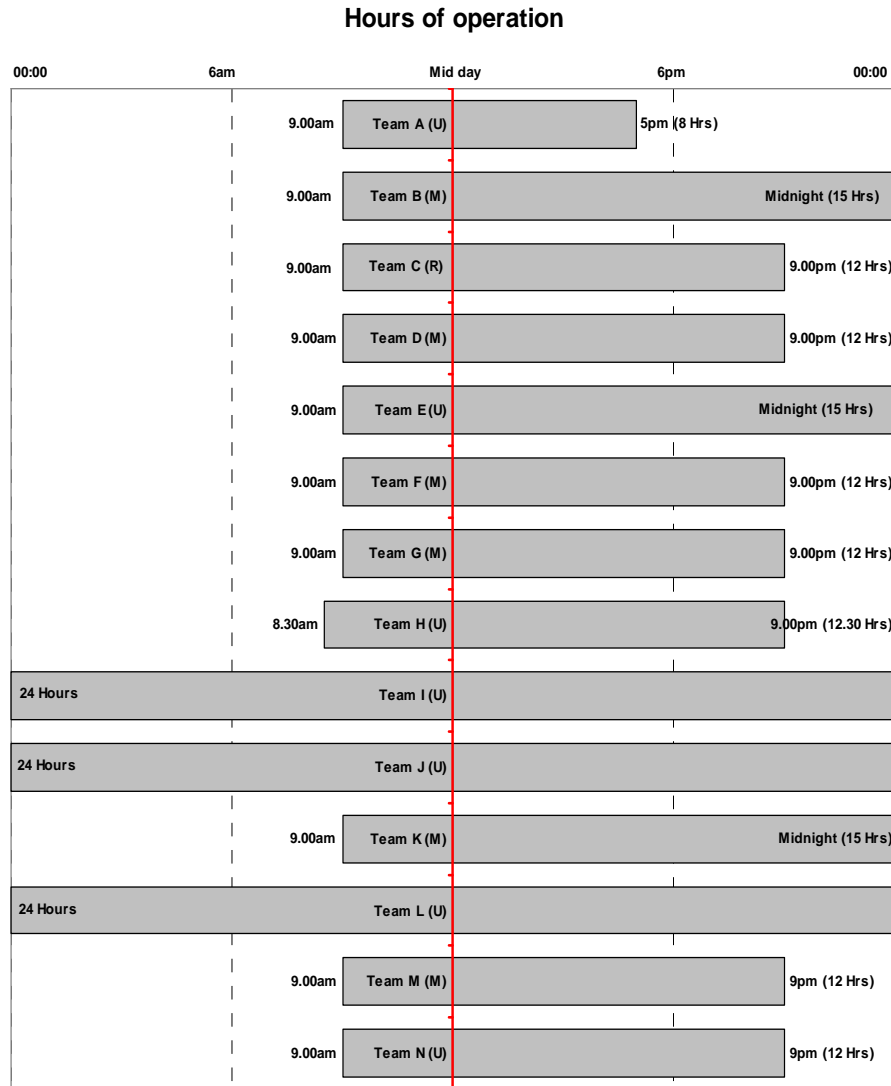 Hours of operation
00:00 6am Mid day 6pm 00:00
9.00am Team A (U) 5pm (8 Hrs)
9.00am Team B (M) Midnight (15 Hrs)
9.00am Team C (R) 9.00pm (12 Hrs)
9.00am Team D (M) 9.00pm (12 Hrs)
9.00am Team E (U) Midnight (15 Hrs)
9.00am Team F (M) 9.00pm (12 Hrs)
9.00am Team G (M) 9.00pm (12 Hrs)
8.30am Team H (U) 9.00pm (12.30 Hrs)
24 Hours Team I (U)
24 Hours Team J (U)
9.00am Team K (M) Midnight (15 Hrs)
24 Hours Team L (U)
9.00am Team M (M) 9pm (12 Hrs)
9.00am Team N (U) 9pm (12 Hrs)